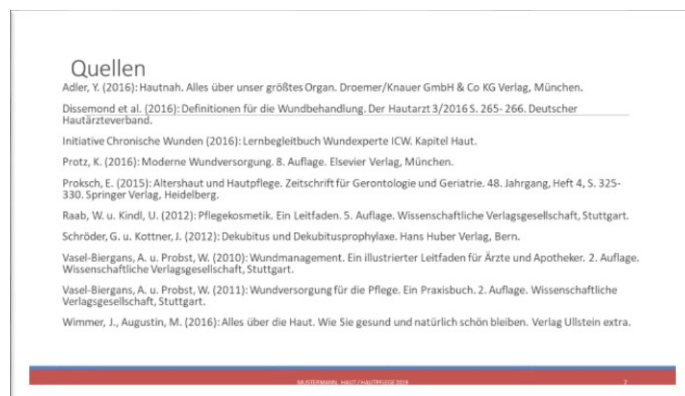 Quellen
Adler, Y. (2016): Hautnah. Alles über unser größtes Organ. Droemer/Knauer GmbH & Co KG Verlag, München.
Dissemond et al. (2016): Definitionen für die Wundbehandlung. Der Hautarzt 3/2016 S. 265- 266. Deutscher
Hautärzteverband.
Initiative Chronische Wunden (2016): Lernbegleitbuch Wundexperte ICW. Kapitel Haut.
Protz, K. (2016): Moderne Wundversorgung. 8. Auflage. Elsevier Verlag, München.
Proksch, E. (2015): Altershaut und Hautpflege. Zeitschrift für Gerontologie und Geriatrie. 48. Jahrgang, Heft 4, S. 325-
330. Springer Verlag, Heidelberg.
Raab, W. u. Kindl, U. (2012): Pflegekosmetik. Ein Leitfaden. 5. Auflage. Wissenschaftliche Verlagsgesellschaft, Stuttgart.
Schröder, G. u. Kottner, J. (2012): Dekubitus und Dekubitusprophylaxe. Hans Huber Verlag, Bern.
Vasel-Biergans, A. u. Probst, W. (2010): Wundmanagement. Ein illustrierter Leitfaden für Ärzte und Apotheker. 2. Auflage.
Wissenschaftliche Verlagsgesellschaft, Stuttgart.
Vasel-Biergans, A. u. Probst, W. (2011): Wundversorgung für die Pflege. Ein Praxisbuch. 2. Auflage. Wissenschaftliche
Verlagsgesellschaft, Stuttgart.
Wimmer, J., Augustin, M. (2016): Alles über die Haut. Wie Sie gesund und natürlich schön bleiben. Verlag Ullstein extra.
MUSTERMANN, HAUT / HAUTPFLEGE 2019 2